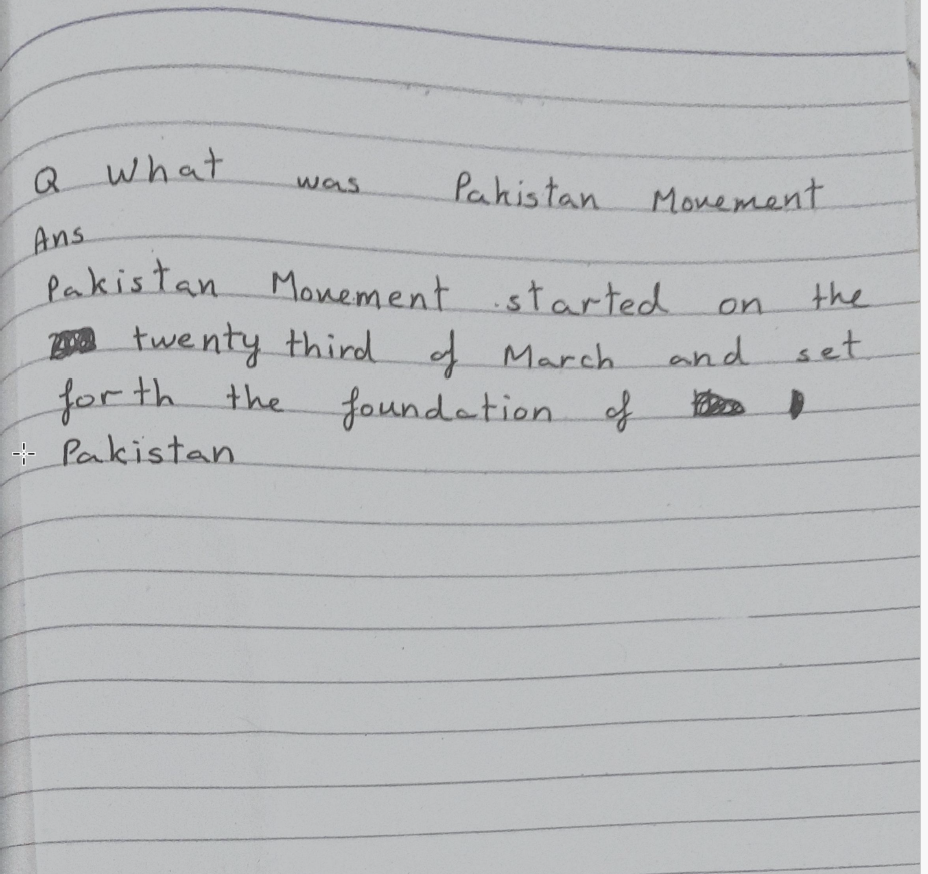 Q What was Pakistan Movement
Ans
Pakistan Movement started on the
twenty third of March and set
forth the foundation of
Pakistan